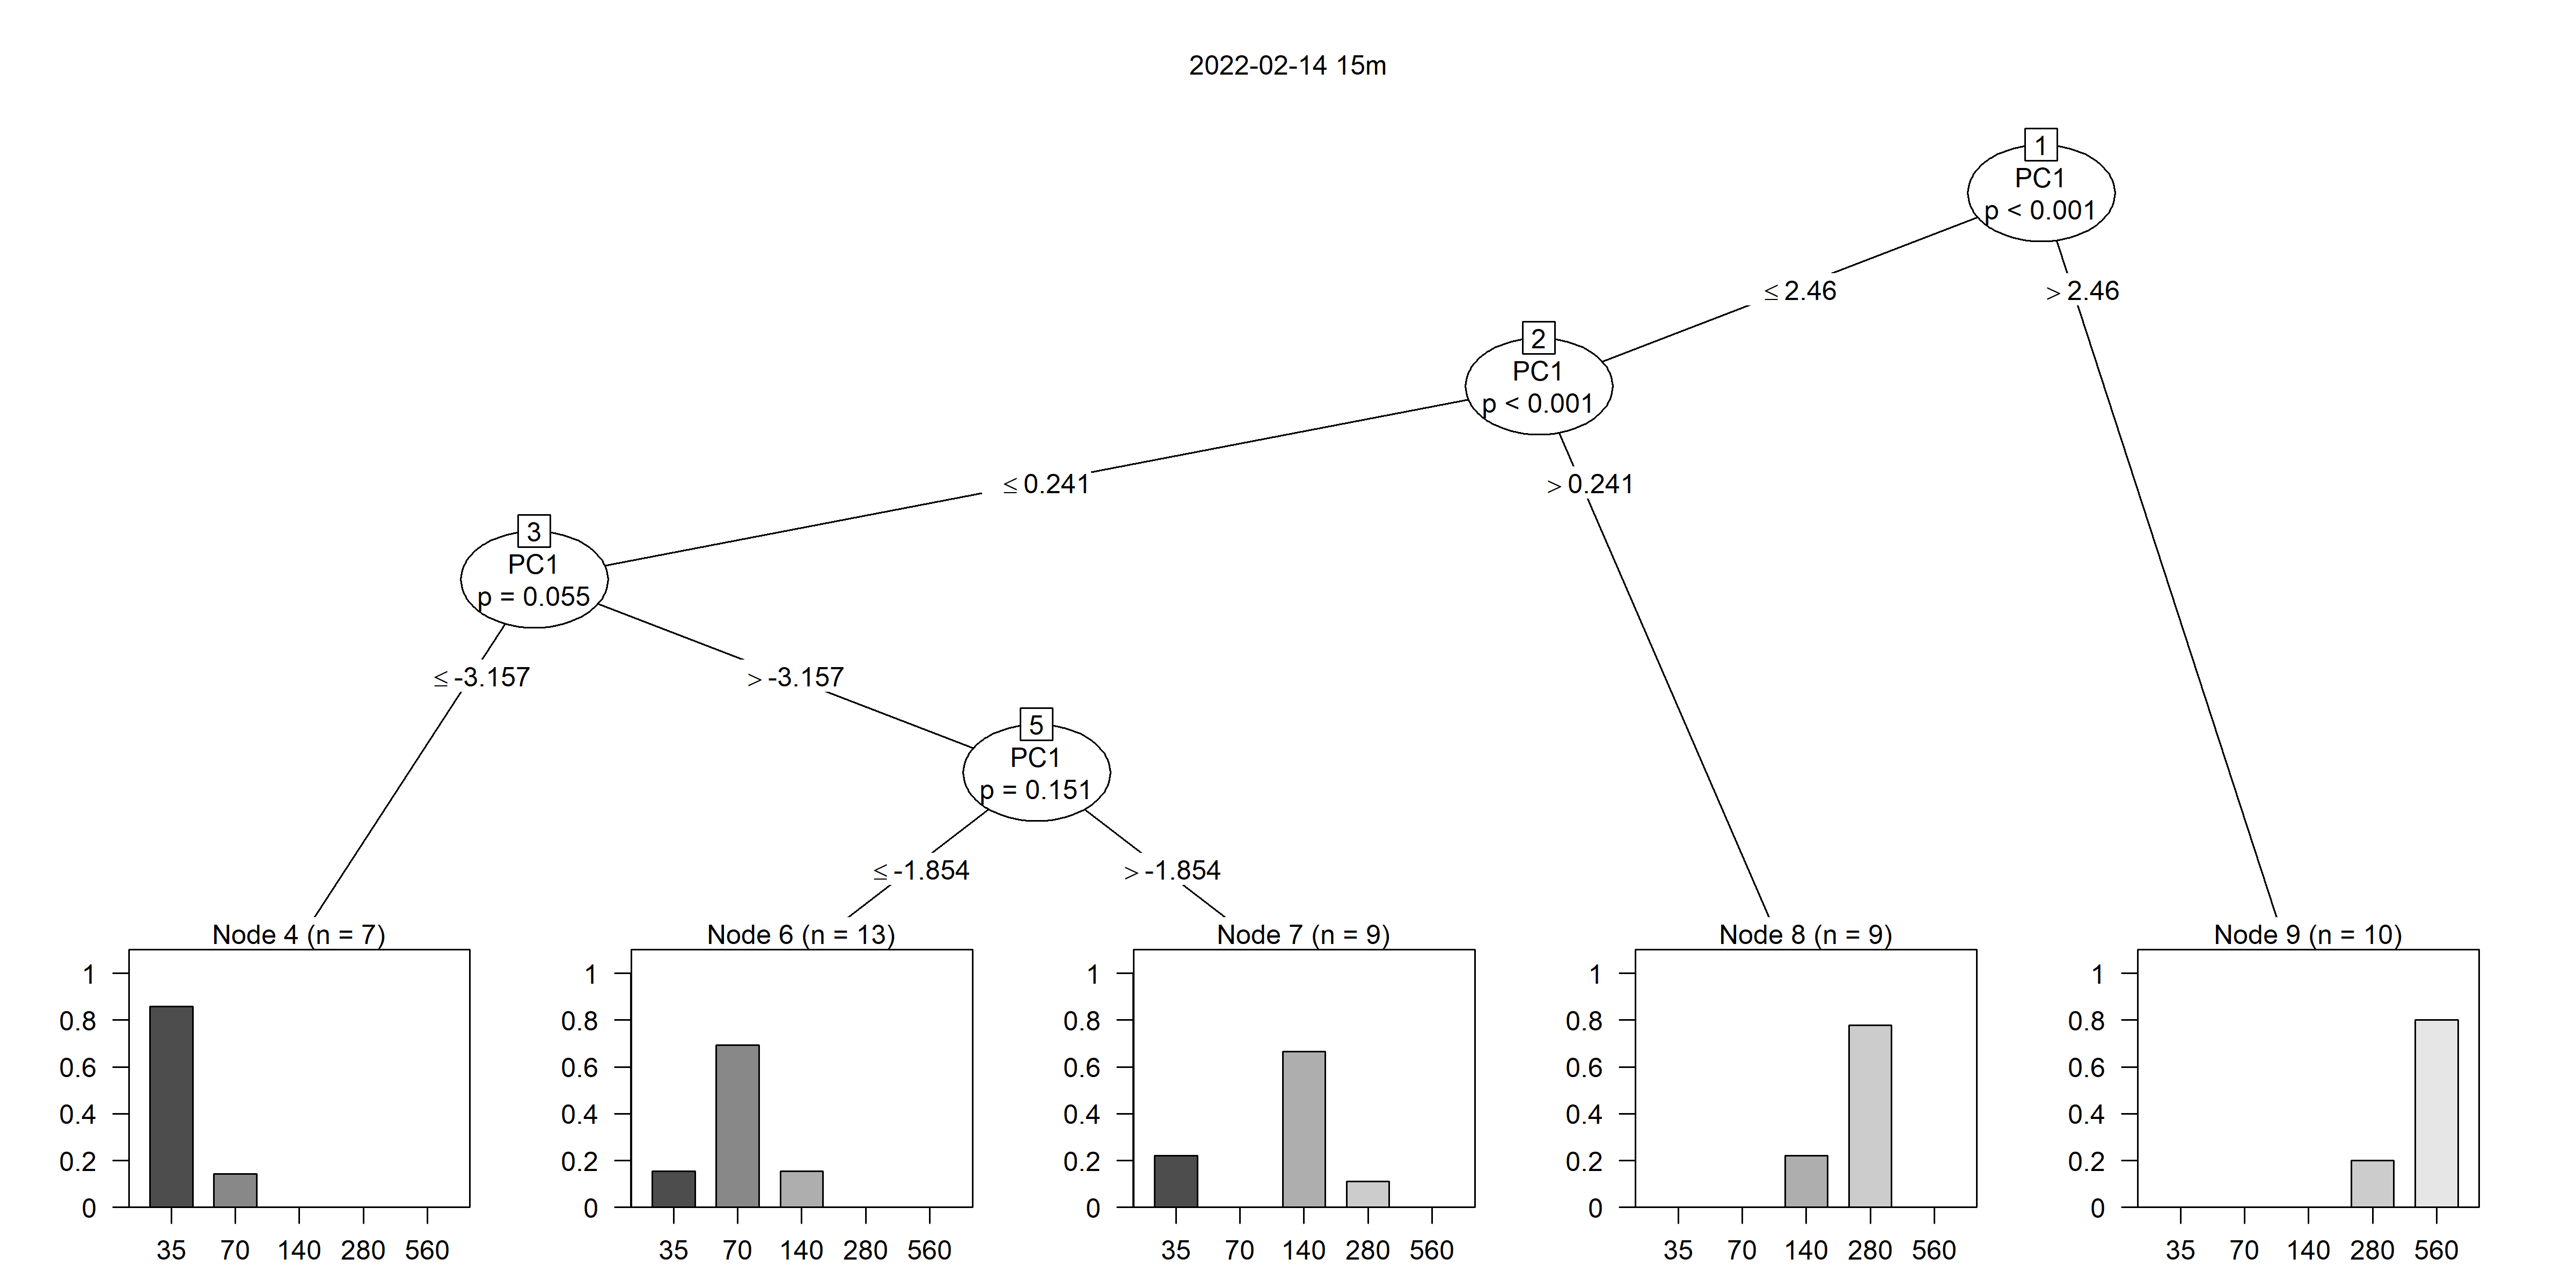 2022-02-14 15m
1
PC1
p < 0.001
≤ 2.46
> 2.46
2
PC1
p < 0.001
≤ 0.241
> 0.241
3
PC1
p = 0.055
≤ -3.157
> -3.157
5
PC1
p = 0.151
≤ -1.854
> -1.854
Node 4 (n = 7)
1
0.8
0.6
0.4
0.2
0
35 70 140 280 560
Node 6 (n = 13)
1
0.8
0.6
0.4
0.2
0
35 70 140 280 560
Node 7 (n = 9)
1
0.8
0.6
0.4
0.2
0
35 70 140 280 560
Node 8 (n = 9)
1
0.8
0.6
0.4
0.2
0
35 70 140 280 560
Node 9 (n = 10)
1
0.8
0.6
0.4
0.2
0
35 70 140 280 560